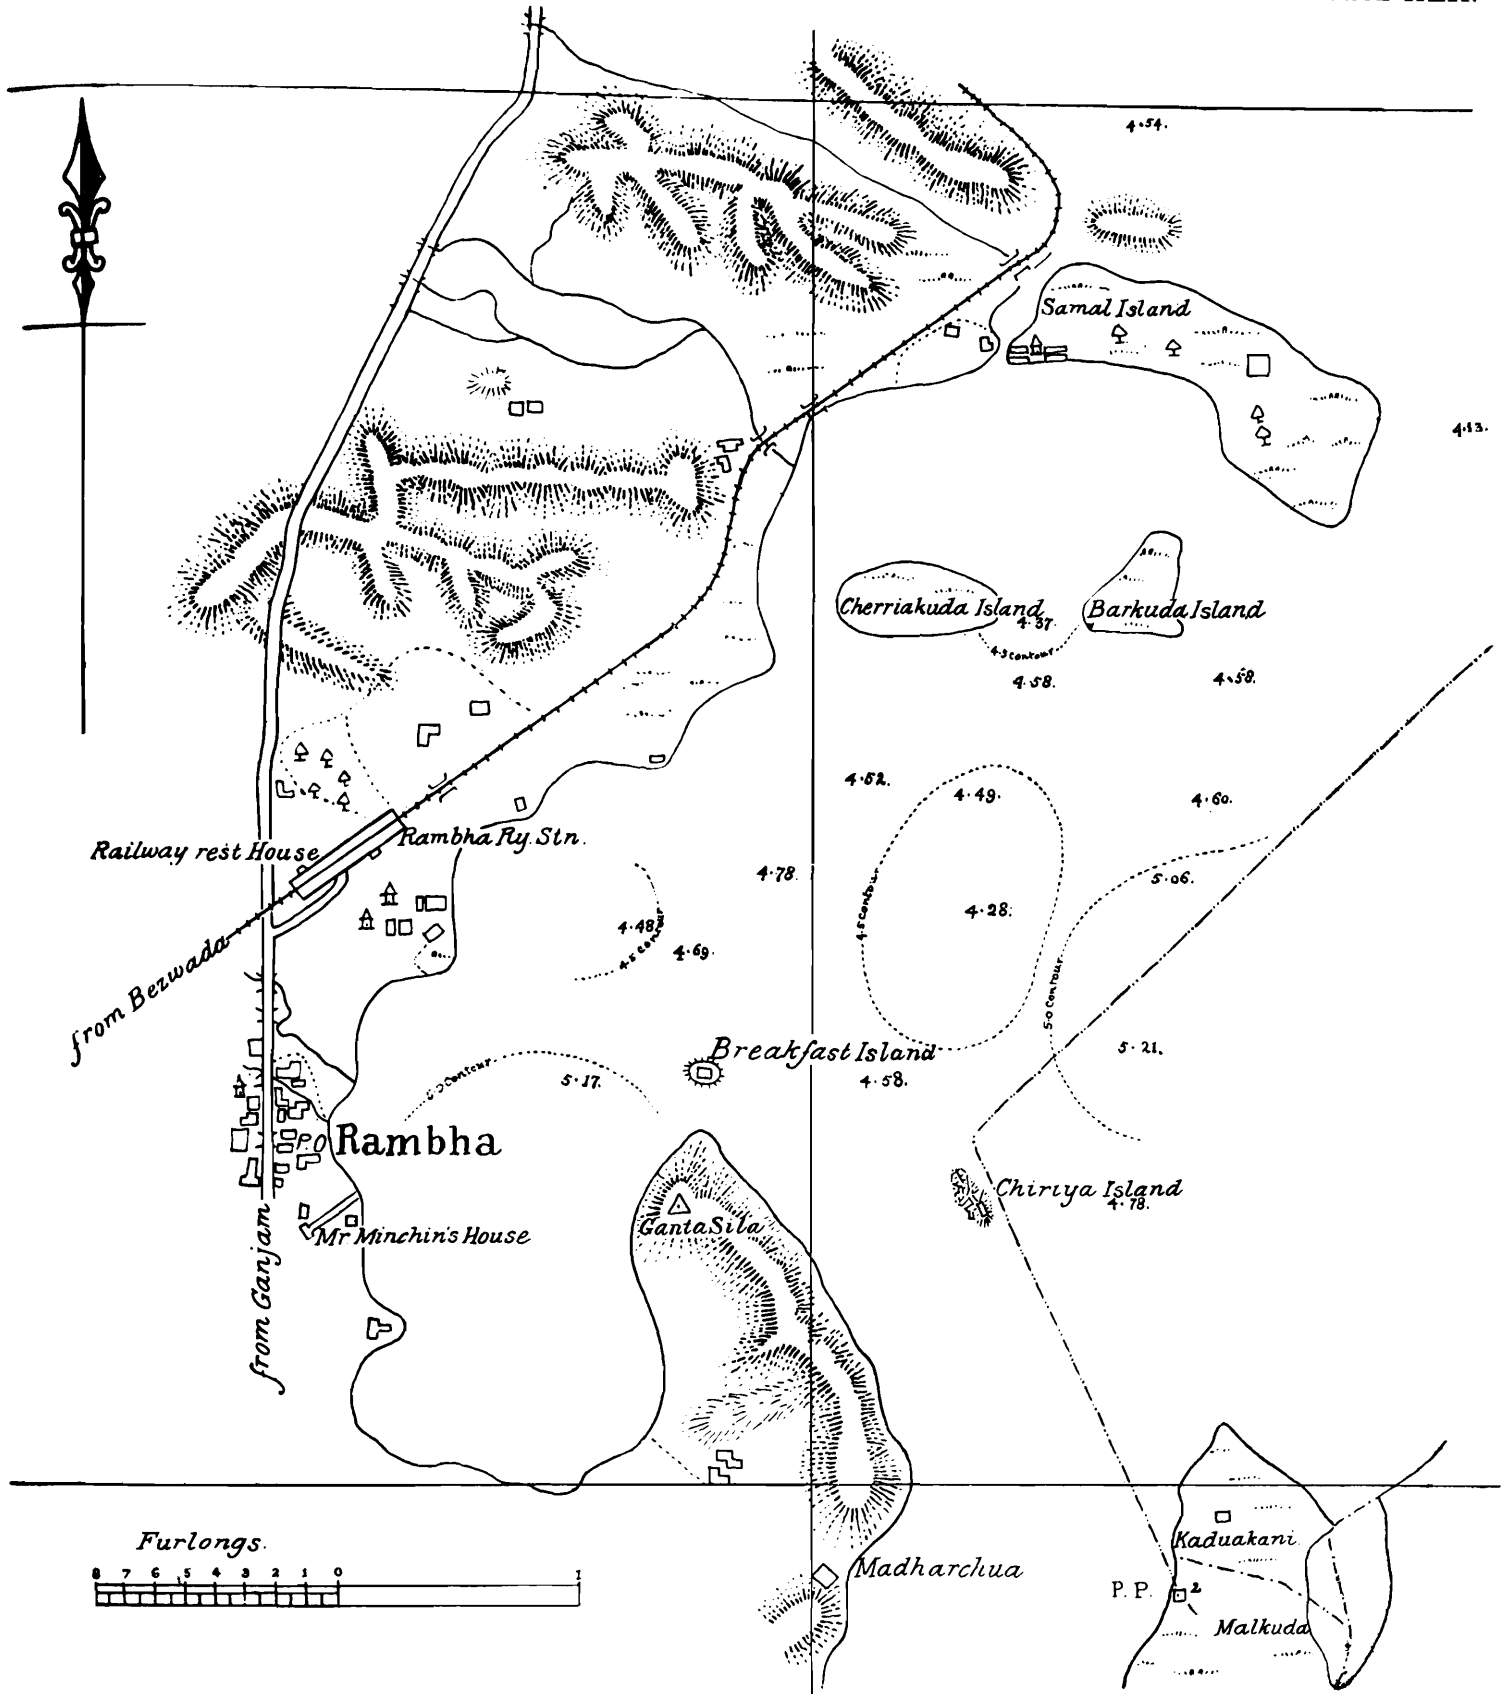 4.54.
Samal Island
4.13.
Cherriakuda Island
4.37.
Barkuda Island
4.5 contour
4.58.
4.58.
4.52.
4.49.
4.60.
Railway rest House
Rambha Ry. Stn.
4.78.
4.5 contour
5.06.
4.28.
4.48
4.5 contour
4.69.
from Bezwada
5.0 contour
Breakfast Island
5.21.
5.0 contour
5.17.
4.58.
P.O
Rambha
Chiriya Island
4.78.
Ganta Sila
Mr Minchin's House
from Ganjam
Furlongs.
8 7 6 5 4 3 2 1 0 1
Kaduakani
Madharchua
P. P. 2
Malkuda